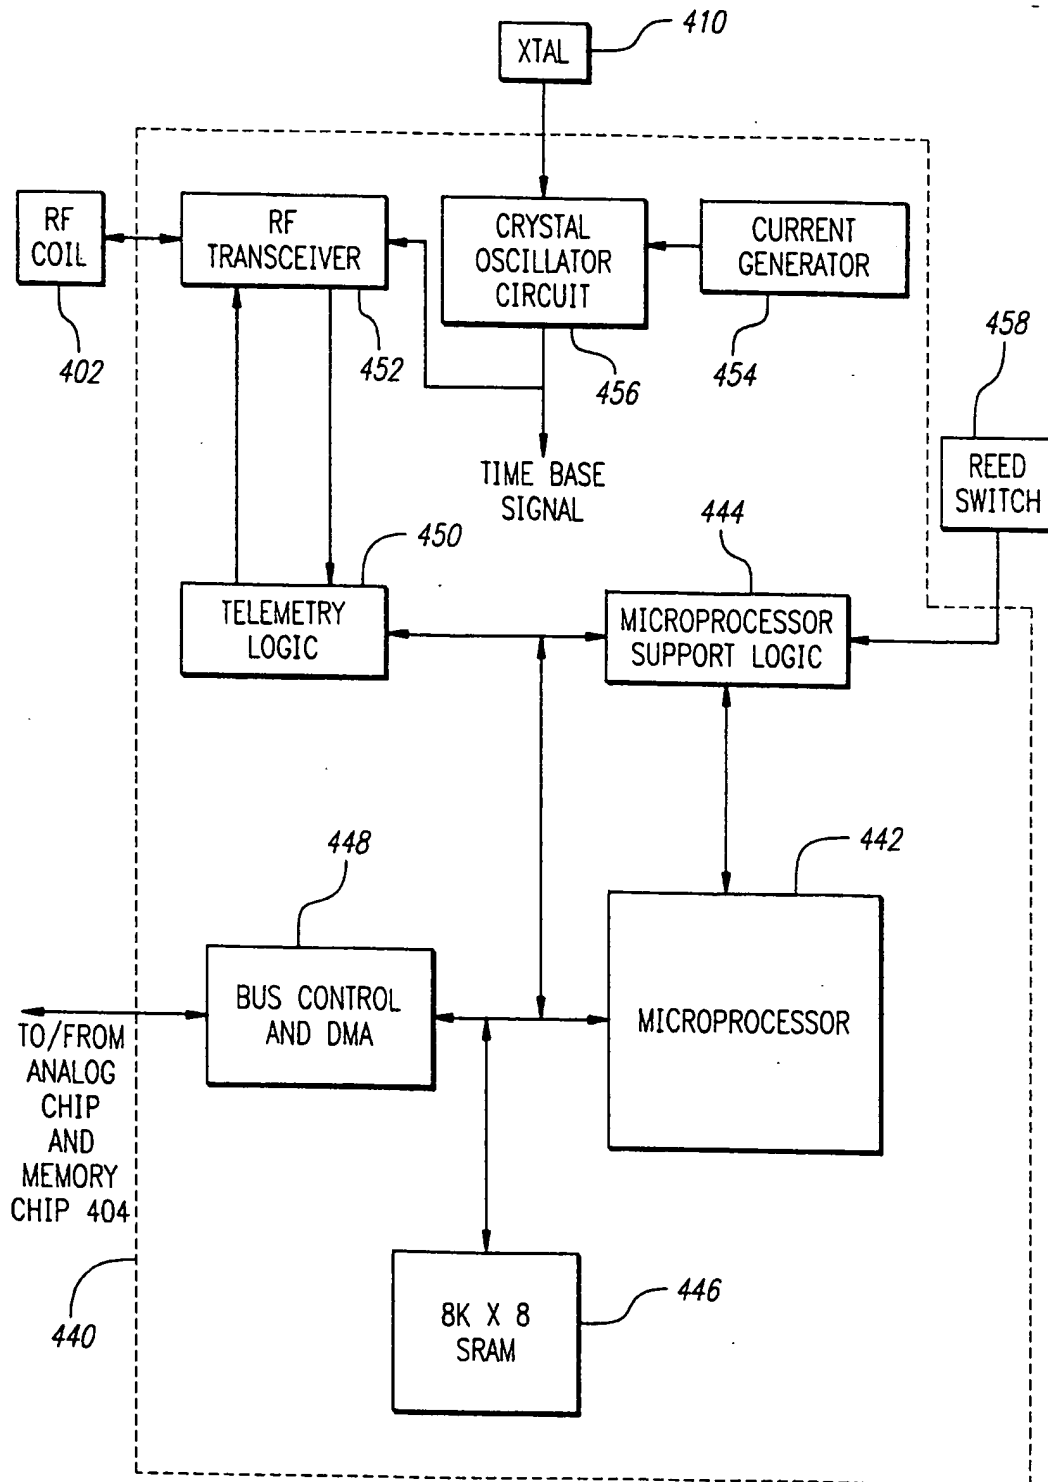 410
XTAL
RF
COIL
402
RF
TRANSCEIVER
452
CRYSTAL
OSCILLATOR
CIRCUIT
456
CURRENT
GENERATOR
454
458
REED
SWITCH
TIME BASE
SIGNAL
450
TELEMETRY
LOGIC
444
MICROPROCESSOR
SUPPORT LOGIC
448
BUS CONTROL
AND DMA
442
MICROPROCESSOR
TO/FROM
ANALOG
CHIP
AND
MEMORY
CHIP 404
440
8K X 8
SRAM
446